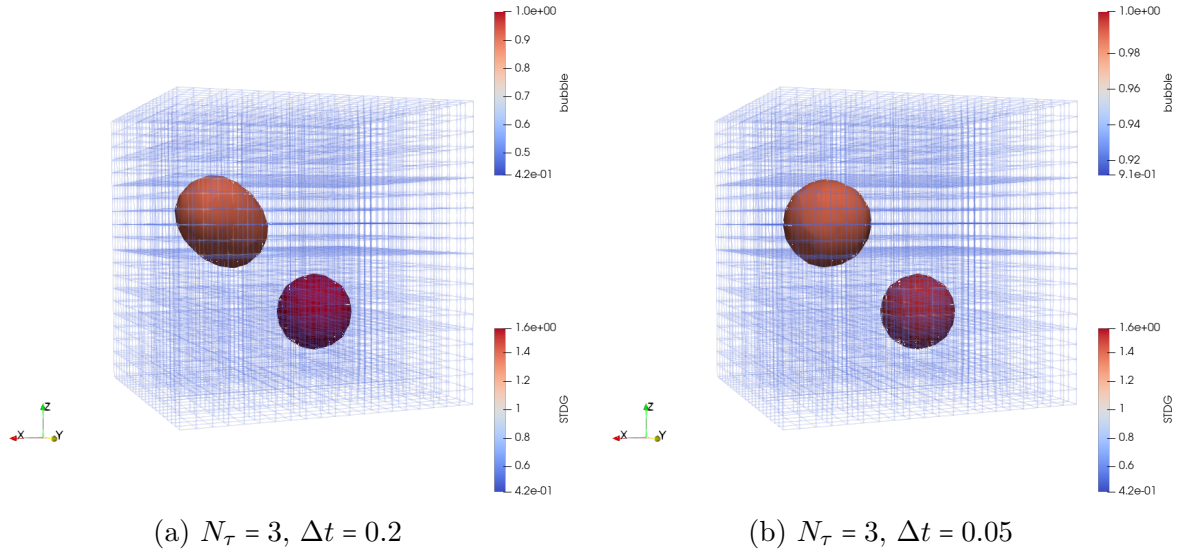 1.0e+00
0.9
0.8
0.7
0.6
0.5
4.2e-01
bubble
1.6e+00
1.4
1.2
1
0.8
0.6
4.2e-01
STDG
Z
X
Y
(a) N_τ = 3, Δt = 0.2
1.0e+00
0.98
0.96
0.94
0.92
9.1e-01
bubble
1.6e+00
1.4
1.2
1
0.8
0.6
4.2e-01
STDG
Z
X
Y
(b) N_τ = 3, Δt = 0.05